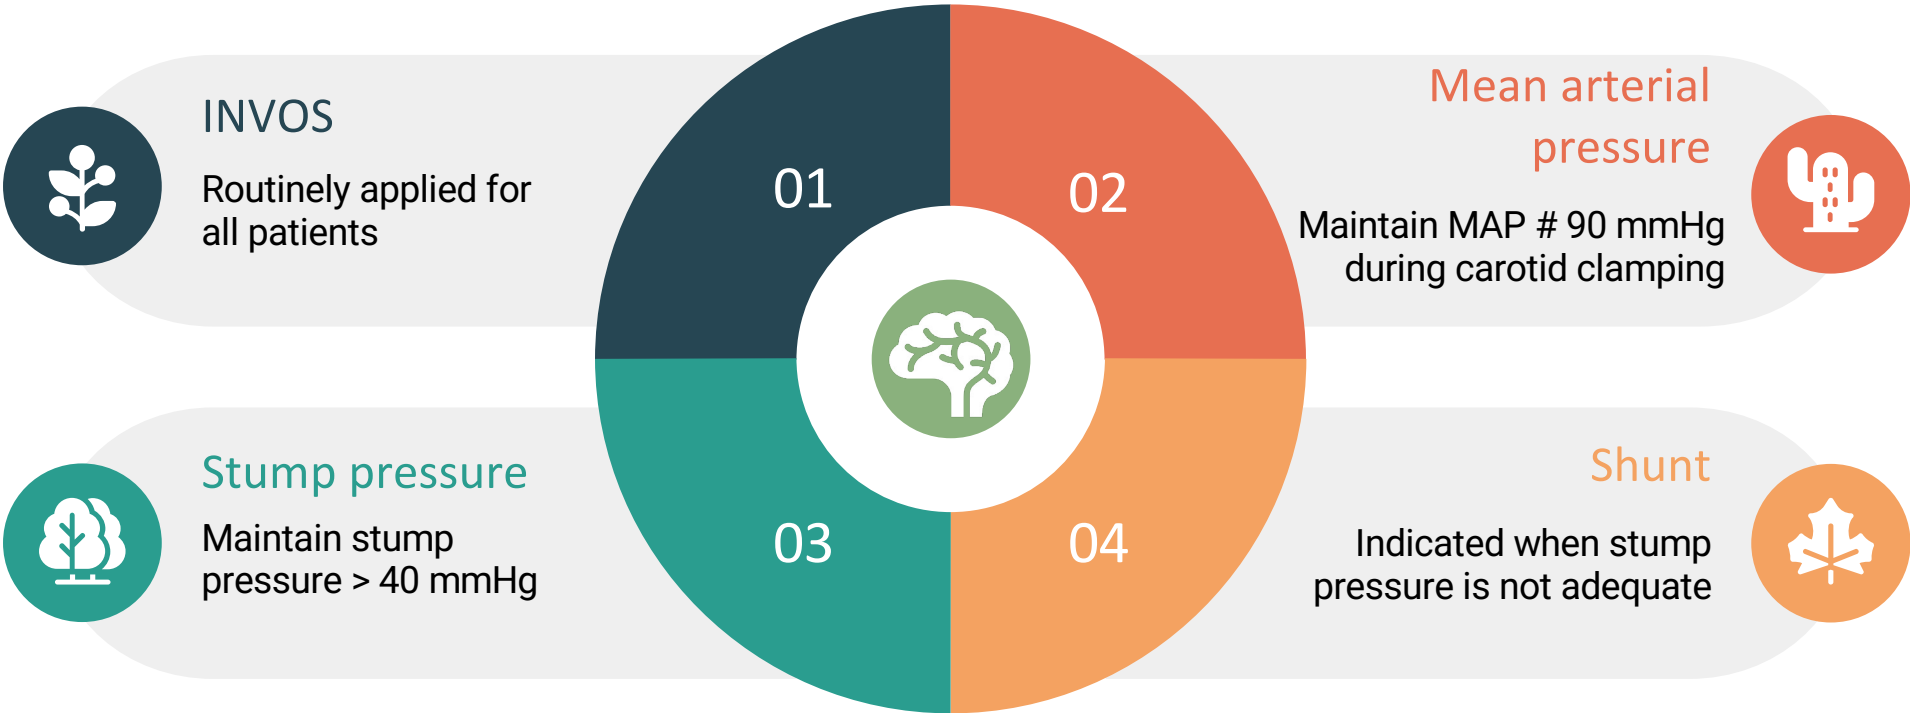 INVOS
Routinely applied for
all patients
01
02
Mean arterial
pressure
Maintain MAP # 90 mmHg
during carotid clamping
Stump pressure
Maintain stump
pressure > 40 mmHg
03
04
Shunt
Indicated when stump
pressure is not adequate